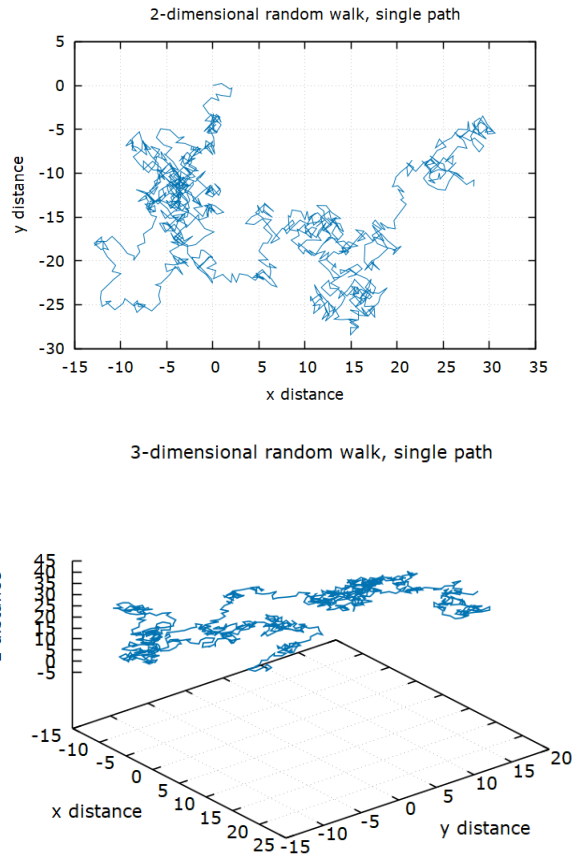 2-dimensional random walk, single path
5
0
-5
-10
-15
-20
-25
-30
y distance
-15 -10 -5 0 5 10 15 20 25 30 35
x distance
3-dimensional random walk, single path
45
40
35
30
25
20
15
10
5
0
-5
distance
-15 -10 -5 0 5 10 15 20 25
x distance
-15 -10 -5 0 5 10 15 20
y distance